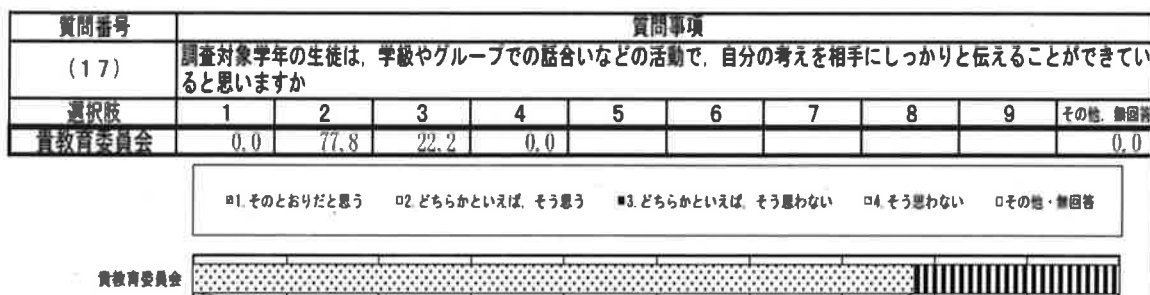 質問番号 質問事項
(17) 調査対象学年の生徒は，学級やグループでの話合いなどの活動で，自分の考えを相手にしっかりと伝えることができてい
ると思いますか
選択肢 1 2 3 4 5 6 7 8 9 その他，無回答
貴教育委員会 0.0 77.8 22.2 0.0 0.0
1.そのとおりだと思う 2.どちらかといえば，そう思う 3.どちらかといえば，そう思わない 4.そう思わない その他・無回答
貴教育委員会